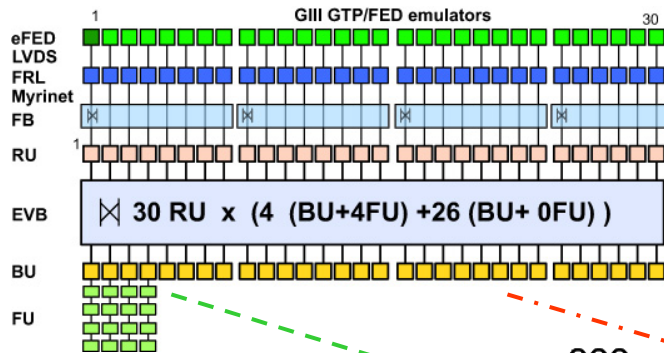 1 GIII GTP/FED emulators 30
eFED
LVDS
FRL
Myrinet
FB
1
RU
EVB 30 RU x (4 (BU+4FU) +26 (BU+ 0FU) )
BU
FU